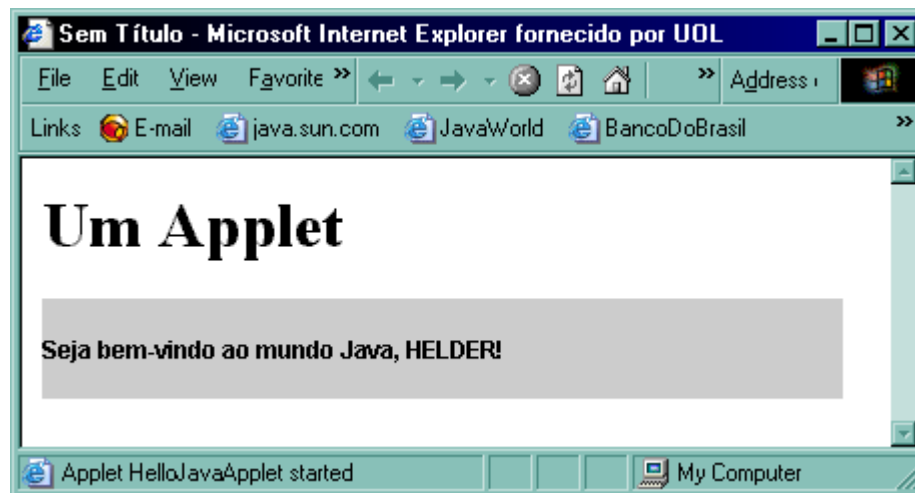 Sem Título - Microsoft Internet Explorer fornecido por UOL
File Edit View Favorite » » Address
Links E-mail java.sun.com JavaWorld BancoDoBrasil »
Um Applet
Seja bem-vindo ao mundo Java, HELDER!
Applet HelloJavaApplet started My Computer